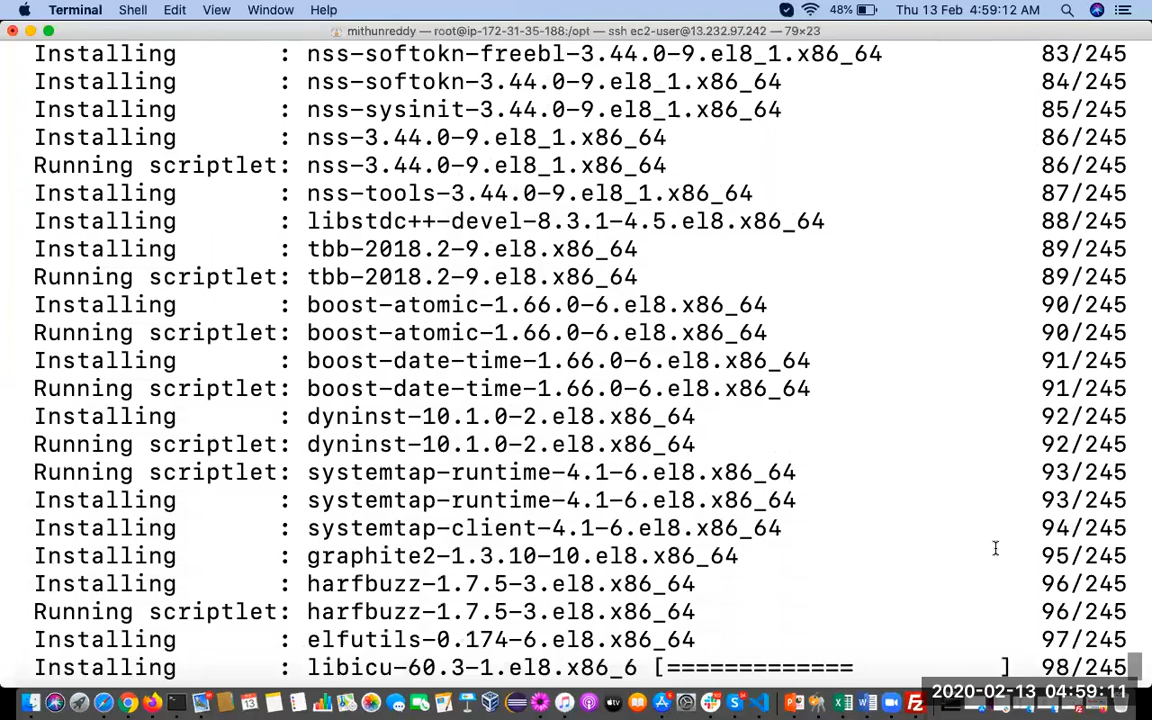 Terminal Shell Edit View Window Help 48% Thu 13 Feb 4:59:12 AM
mithunreddy — root@ip-172-31-35-188:/opt — ssh ec2-user@13.232.97.242 — 79×23
Installing : nss-softokn-freebl-3.44.0-9.el8_1.x86_64 83/245
Installing : nss-softokn-3.44.0-9.el8_1.x86_64 84/245
Installing : nss-sysinit-3.44.0-9.el8_1.x86_64 85/245
Installing : nss-3.44.0-9.el8_1.x86_64 86/245
Running scriptlet: nss-3.44.0-9.el8_1.x86_64 86/245
Installing : nss-tools-3.44.0-9.el8_1.x86_64 87/245
Installing : libstdc++-devel-8.3.1-4.5.el8.x86_64 88/245
Installing : tbb-2018.2-9.el8.x86_64 89/245
Running scriptlet: tbb-2018.2-9.el8.x86_64 89/245
Installing : boost-atomic-1.66.0-6.el8.x86_64 90/245
Running scriptlet: boost-atomic-1.66.0-6.el8.x86_64 90/245
Installing : boost-date-time-1.66.0-6.el8.x86_64 91/245
Running scriptlet: boost-date-time-1.66.0-6.el8.x86_64 91/245
Installing : dyninst-10.1.0-2.el8.x86_64 92/245
Running scriptlet: dyninst-10.1.0-2.el8.x86_64 92/245
Running scriptlet: systemtap-runtime-4.1-6.el8.x86_64 93/245
Installing : systemtap-runtime-4.1-6.el8.x86_64 93/245
Installing : systemtap-client-4.1-6.el8.x86_64 94/245
Installing : graphite2-1.3.10-10.el8.x86_64 95/245
Installing : harfbuzz-1.7.5-3.el8.x86_64 96/245
Running scriptlet: harfbuzz-1.7.5-3.el8.x86_64 96/245
Installing : elfutils-0.174-6.el8.x86_64 97/245
Installing : libicu-60.3-1.el8.x86_6 [============= ] 98/245
2020-02-13 04:59:11